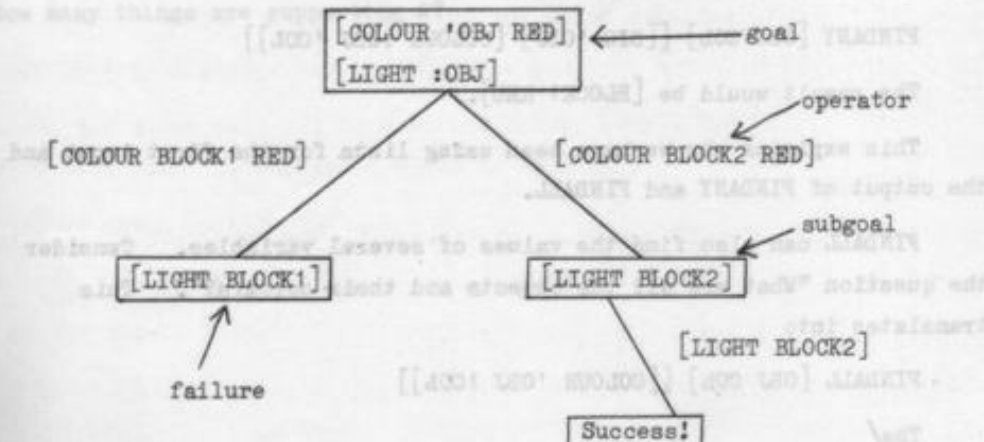 [COLOUR 'OBJ RED]
goal
[LIGHT :OBJ]
operator
[COLOUR BLOCK1 RED]
[COLOUR BLOCK2 RED]
subgoal
[LIGHT BLOCK1]
[LIGHT BLOCK2]
[LIGHT BLOCK2]
failure
Success!